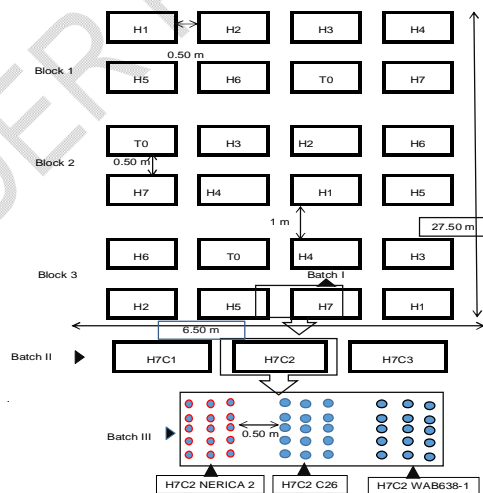 H1 H2 H3 H4
0.50 m
Block 1
H5 H6 T0 H7
T0 H3 H2 H6
Block 2
0.50 m
H7 H4 H1 H5
1 m
27.50 m
H6 T0 H4 H3
Block 3
Batch I
H2 H5 H7 H1
6.50 m
Batch II
H7C1 H7C2 H7C3
Batch III
0.50 m
H7C2 NERICA 2 H7C2 C26 H7C2 WAB638-1